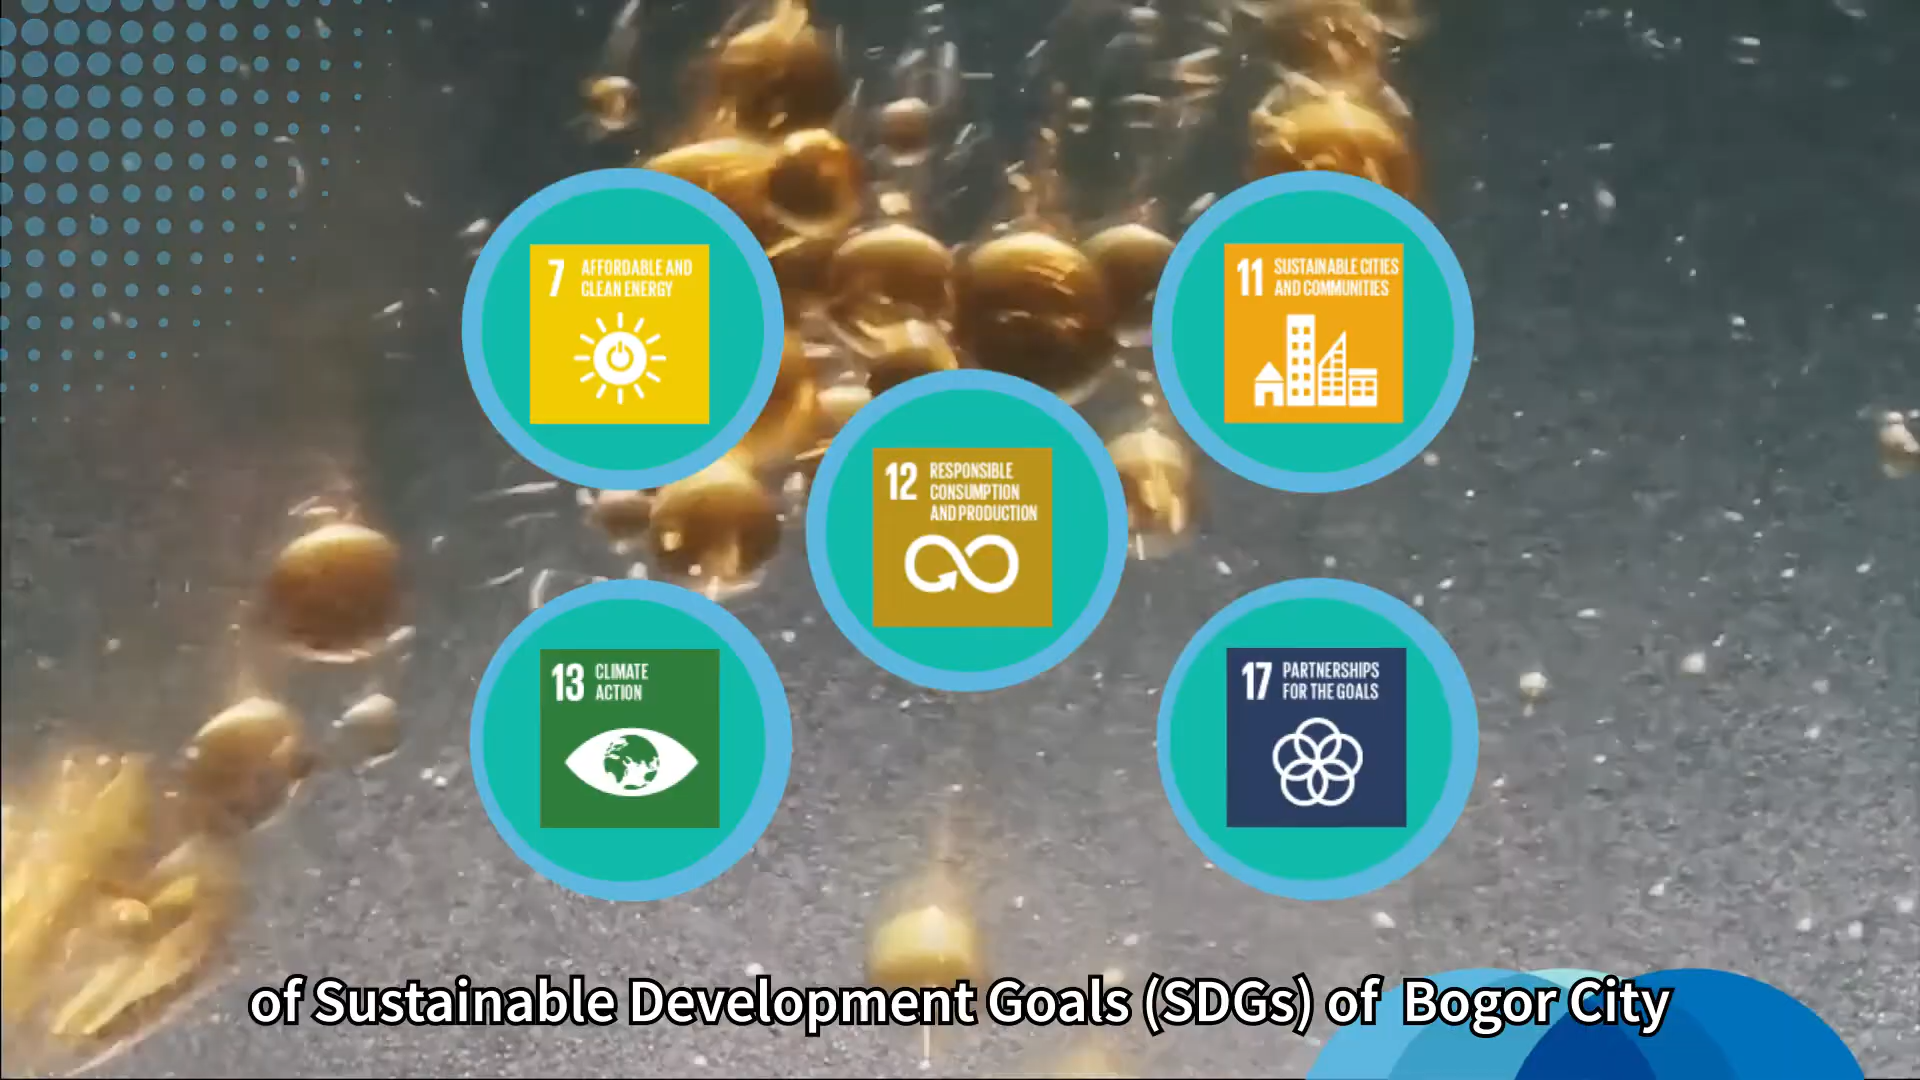 7 AFFORDABLE AND
CLEAN ENERGY
11 SUSTAINABLE CITIES
AND COMMUNITIES
12 RESPONSIBLE
CONSUMPTION
AND PRODUCTION
13 CLIMATE
ACTION
17 PARTNERSHIPS
FOR THE GOALS
of Sustainable Development Goals (SDGs) of Bogor City